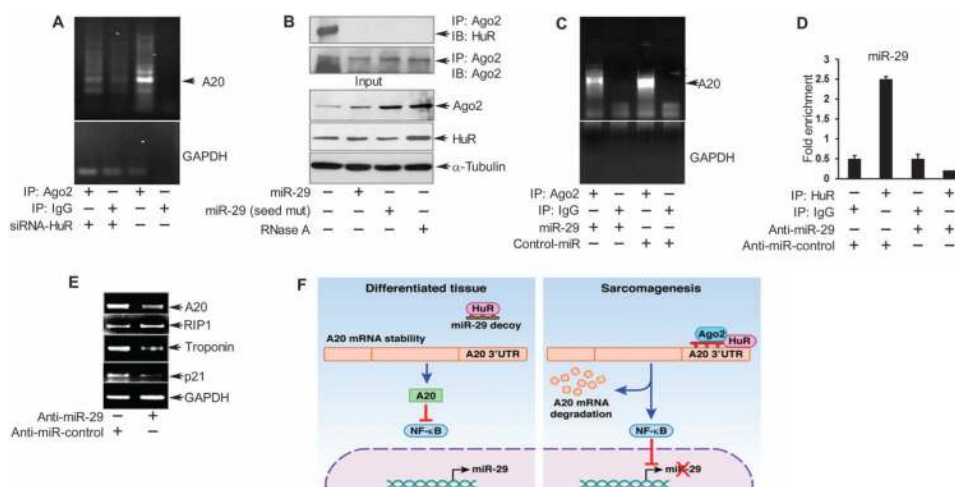 A
A20
GAPDH
IP: Ago2 + − + −
IP: IgG − + − +
siRNA-HuR + + − −
B
IP: Ago2
IB: HuR
IP: Ago2
IB: Ago2
Input
Ago2
HuR
α-Tubulin
miR-29 − + − −
miR-29 (seed mut) − − + −
RNase A − − − +
C
A20
GAPDH
IP: Ago2 + − + −
IP: IgG − + − +
miR-29 + + − −
Control-miR − − + +
D
miR-29
Fold enrichment
2.5
2
1.5
0.5
0
IP: HuR − + − +
IP: IgG + − + −
Anti-miR-29 − − + +
Anti-miR-control + + − −
E
A20
RIP1
Troponin
p21
GAPDH
Anti-miR-29 − +
Anti-miR-control + −
F
Differentiated tissue
HuR
miR-29 decoy
A20 mRNA stability
A20 3'UTR
A20
NF-κB
miR-29
Sarcomagenesis
Ago2
HuR
A20 3'UTR
A20 mRNA
degradation
NF-κB
miR-29